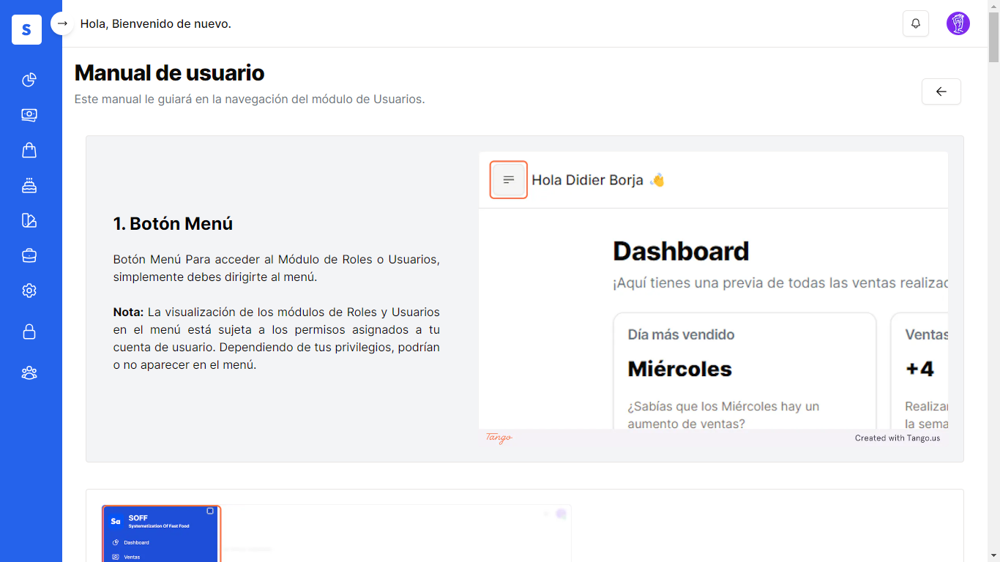 S
Hola, Bienvenido de nuevo.
Manual de usuario
Este manual le guiará en la navegación del módulo de Usuarios.
1. Botón Menú
Botón Menú Para acceder al Módulo de Roles o Usuarios,
simplemente debes dirigirte al menú.
Nota: La visualización de los módulos de Roles y Usuarios
en el menú está sujeta a los permisos asignados a tu
cuenta de usuario. Dependiendo de tus privilegios, podrían
o no aparecer en el menú.
Hola Didier Borja 👋
Dashboard
¡Aquí tienes una previa de todas las ventas realizac
Día más vendido
Miércoles
¿Sabías que los Miércoles hay un
aumento de ventas?
Ventas
+4
Realizar
la sema
Tango
Created with Tango.us
Sa
SOFF
Systematization Of Fast Food
Dashboard
Ventas